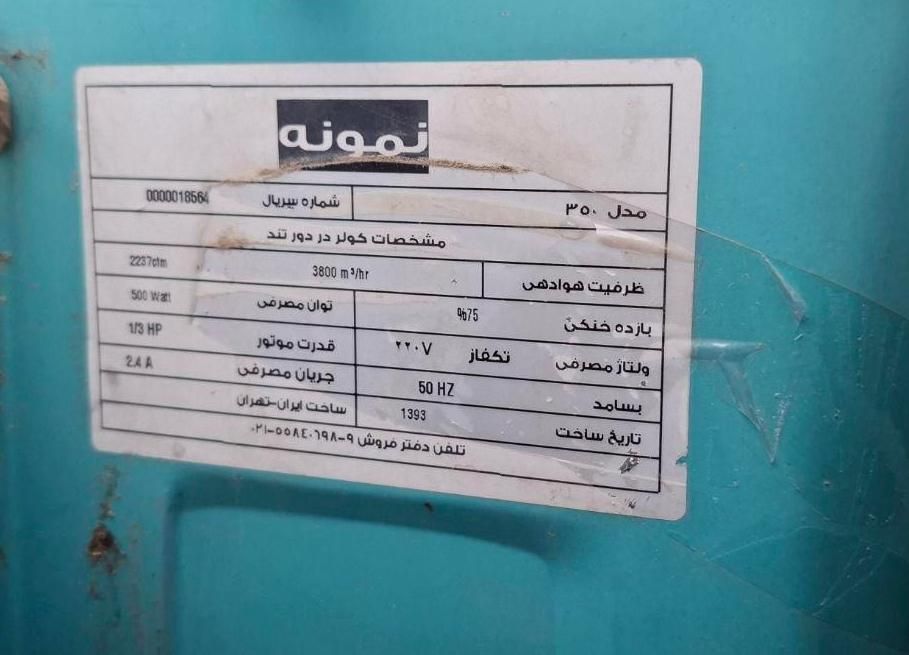 نمونه
مدل ۳۵۰ شماره سریال 0000018564
مشخصات کولر در دور تند
ظرفیت هوادهی 3800 m³/hr 2237cfm
بازده خنکن %75 توان مصرفی 500 Watt
ولتاژ مصرفی تکفاز ۲۲۰V قدرت موتور 1/3 HP
بسامد 50 HZ جریان مصرفی 2.4 A
تاریخ ساخت 1393 ساخت ایران-تهران
تلفن دفتر فروش ۹-۵۵۸٤۰٦۹۸-۰۲۱